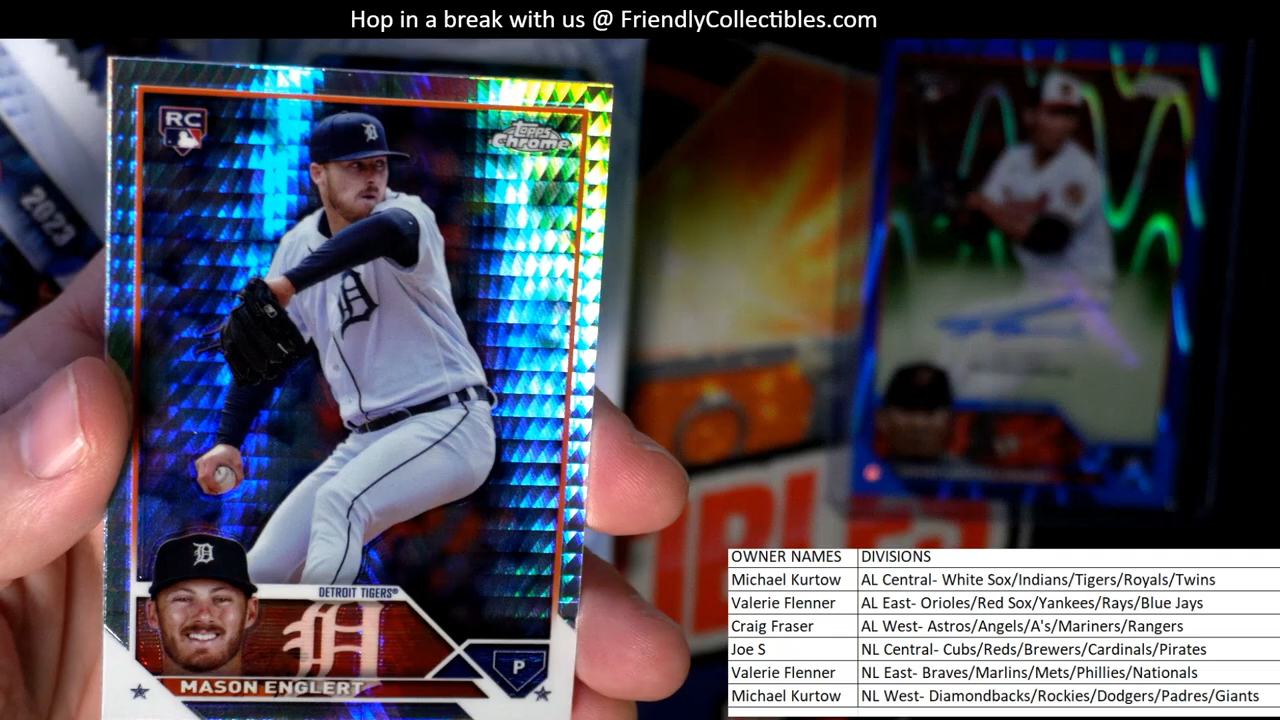 Hop in a break with us @ FriendlyCollectibles.com
2023
RC
Topps
Chrome
DETROIT TIGERS®
MASON ENGLERT
P
OWNER NAMES DIVISIONS
Michael Kurtow AL Central- White Sox/Indians/Tigers/Royals/Twins
Valerie Flenner AL East- Orioles/Red Sox/Yankees/Rays/Blue Jays
Craig Fraser AL West- Astros/Angels/A's/Mariners/Rangers
Joe S NL Central- Cubs/Reds/Brewers/Cardinals/Pirates
Valerie Flenner NL East- Braves/Marlins/Mets/Phillies/Nationals
Michael Kurtow NL West- Diamondbacks/Rockies/Dodgers/Padres/Giants